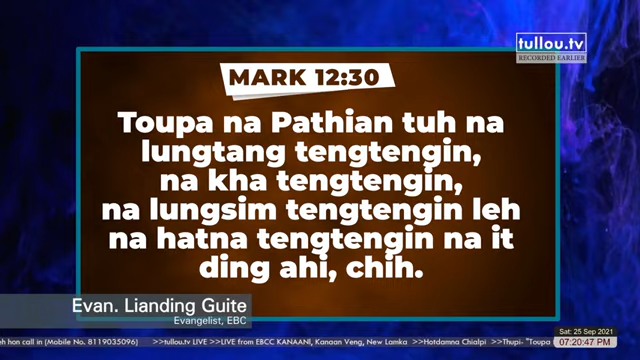 tullou.tv
RECORDED EARLIER
MARK 12:30
Toupa na Pathian tuh na
lungtang tengtengin,
na kha tengtengin,
na lungsim tengtengin leh
na hatna tengtengin na it
ding ahi, chih.
Evan. Lianding Guite
Evangelist, EBC
Sat: 25 Sep 2021
07:20:47 PM
eh hon call in (Mobile No. 8119035096) >>tullou.tv LIVE >>LIVE from EBCC KANAANI, Kanaan Veng, New Lamka >>Hotdamna Chialpi >>Thupi- "Toupa